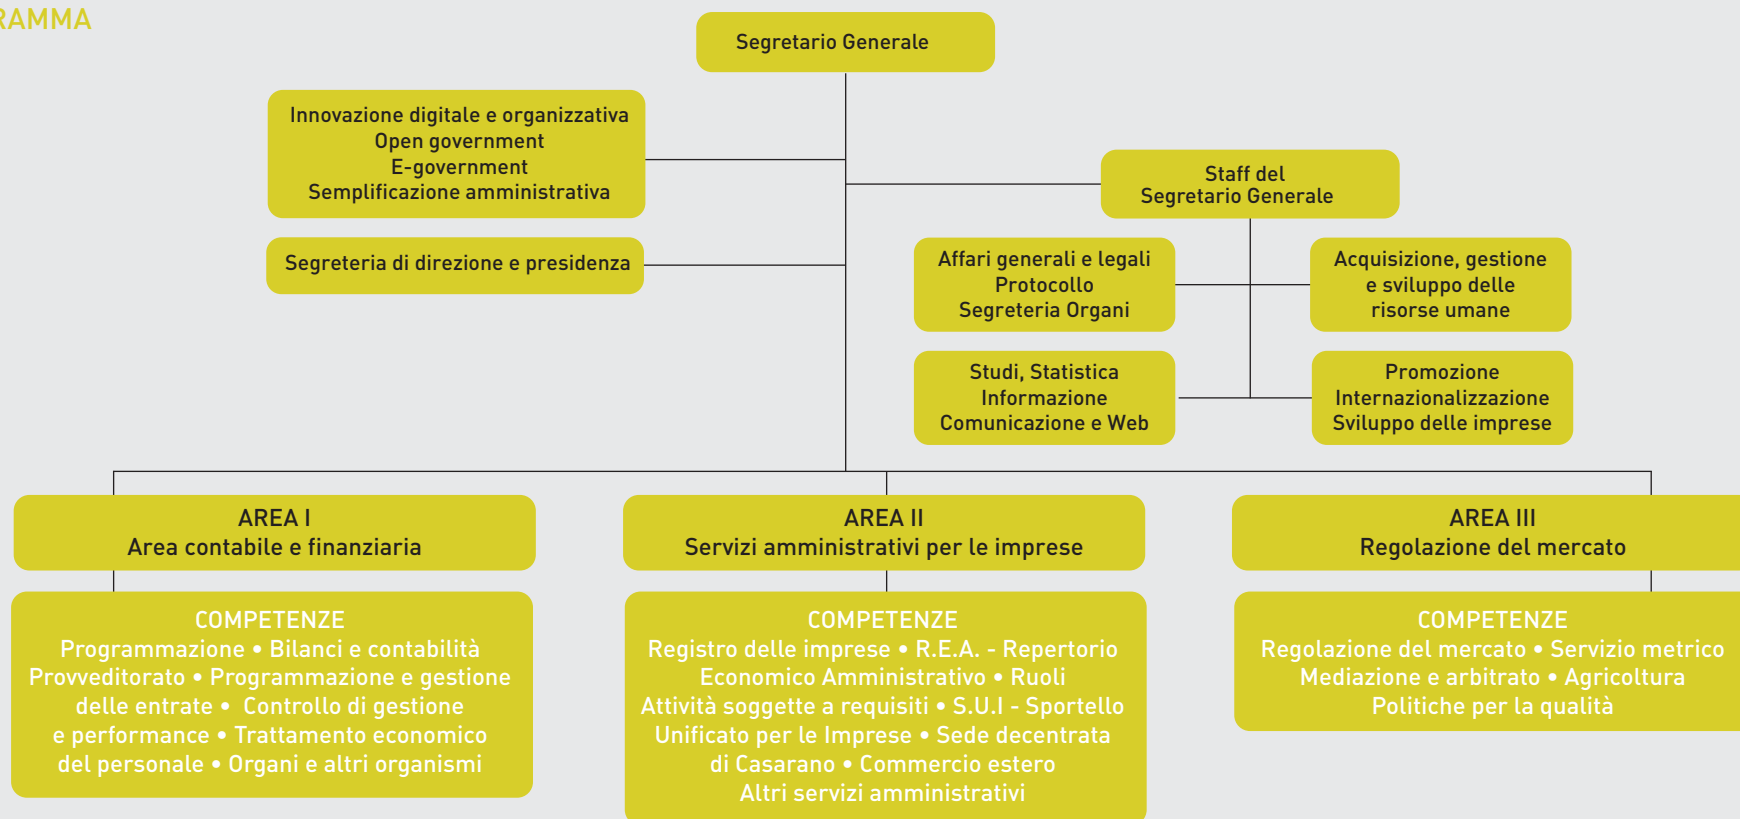 RAMMA
Segretario Generale
Innovazione digitale e organizzativa
Open government
E-government
Semplificazione amministrativa
Staff del
Segretario Generale
Segreteria di direzione e presidenza
Affari generali e legali
Protocollo
Segreteria Organi
Acquisizione, gestione
e sviluppo delle
risorse umane
Studi, Statistica
Informazione
Comunicazione e Web
Promozione
Internazionalizzazione
Sviluppo delle imprese
AREA I
Area contabile e finanziaria
AREA II
Servizi amministrativi per le imprese
AREA III
Regolazione del mercato
COMPETENZE
Programmazione • Bilanci e contabilità
Provveditorato • Programmazione e gestione
delle entrate • Controllo di gestione
e performance • Trattamento economico
del personale • Organi e altri organismi
COMPETENZE
Registro delle imprese • R.E.A. - Repertorio
Economico Amministrativo • Ruoli
Attività soggette a requisiti • S.U.I - Sportello
Unificato per le Imprese • Sede decentrata
di Casarano • Commercio estero
Altri servizi amministrativi
COMPETENZE
Regolazione del mercato • Servizio metrico
Mediazione e arbitrato • Agricoltura
Politiche per la qualità